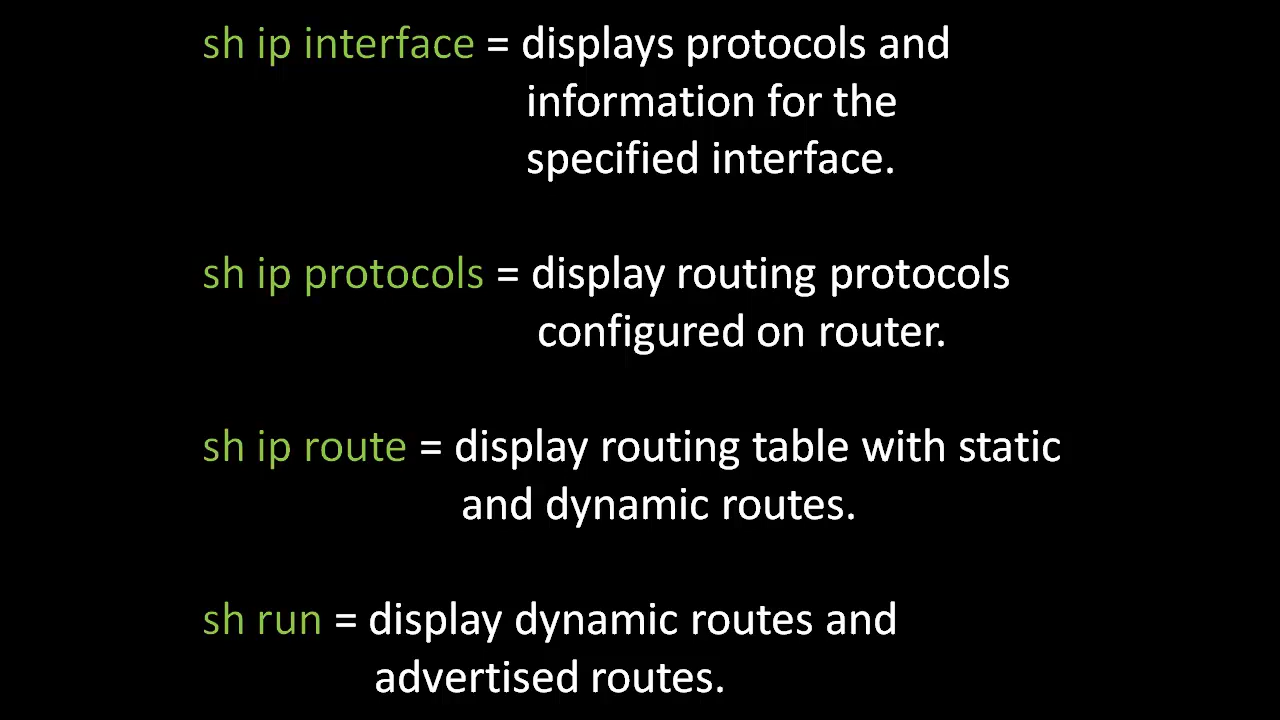 sh ip interface = displays protocols and
information for the
specified interface.
sh ip protocols = display routing protocols
configured on router.
sh ip route = display routing table with static
and dynamic routes.
sh run = display dynamic routes and
advertised routes.